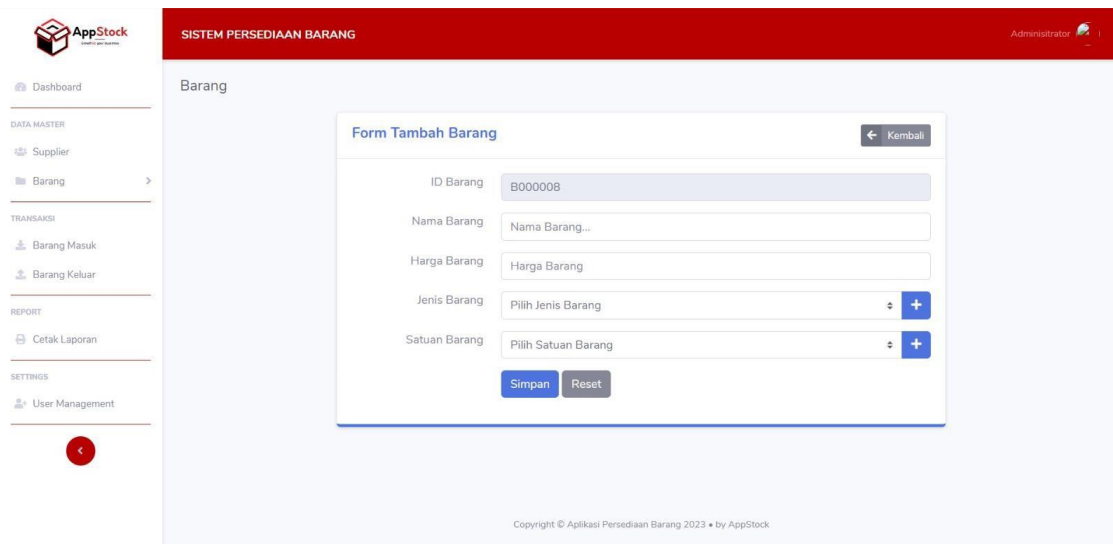 AppStock
SISTEM PERSEDIAAN BARANG
Adminisitrator
Dashboard
Barang
DATA MASTER
Supplier
Barang
TRANSAKSI
Barang Masuk
Barang Keluar
REPORT
Cetak Laporan
SETTINGS
User Management
Form Tambah Barang
Kembali
ID Barang
B000008
Nama Barang
Nama Barang...
Harga Barang
Harga Barang
Jenis Barang
Pilih Jenis Barang
Satuan Barang
Pilih Satuan Barang
Simpan
Reset
Copyright © Aplikasi Persediaan Barang 2023 • by AppStock